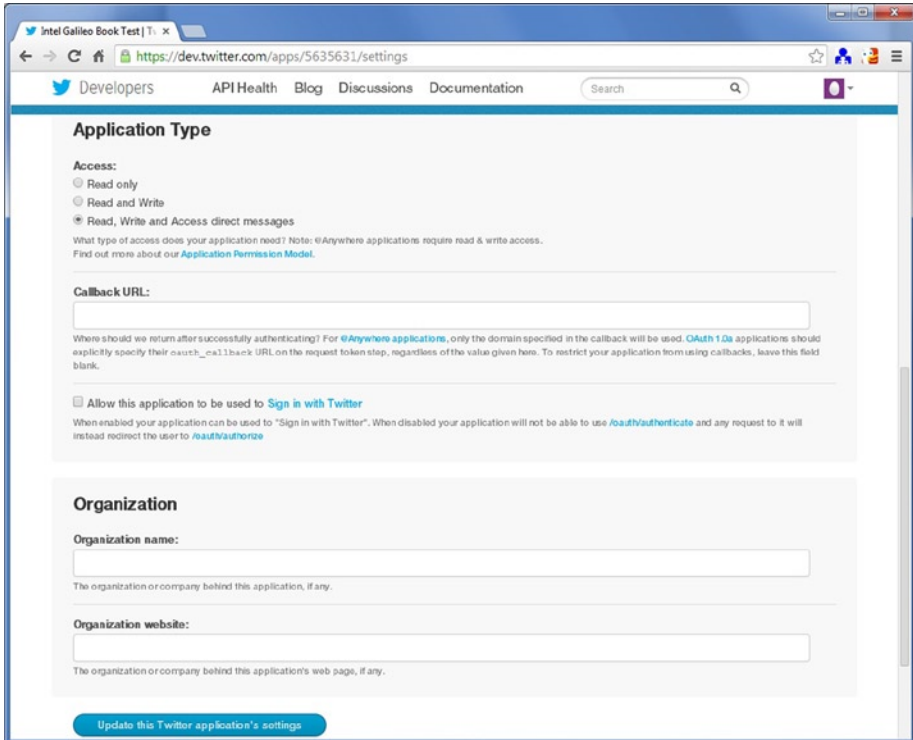 Intel Galileo Book Test | Tw
https://dev.twitter.com/apps/5635631/settings
Developers API Health Blog Discussions Documentation Search
Application Type
Access:
Read only
Read and Write
Read, Write and Access direct messages
What type of access does your application need? Note: @Anywhere applications require read & write access.
Find out more about our Application Permission Model.
Callback URL:
Where should we return after successfully authenticating? For @Anywhere applications, only the domain specified in the callback will be used. OAuth 1.0a applications should
explicitly specify their oauth_callback URL on the request token step, regardless of the value given here. To restrict your application from using callbacks, leave this field
blank.
Allow this application to be used to Sign in with Twitter
When enabled your application can be used to "Sign in with Twitter". When disabled your application will not be able to use /oauth/authenticate and any request to it will
instead redirect the user to /oauth/authorize
Organization
Organization name:
The organization or company behind this application, if any.
Organization website:
The organization or company behind this application's web page, if any.
Update this Twitter application's settings